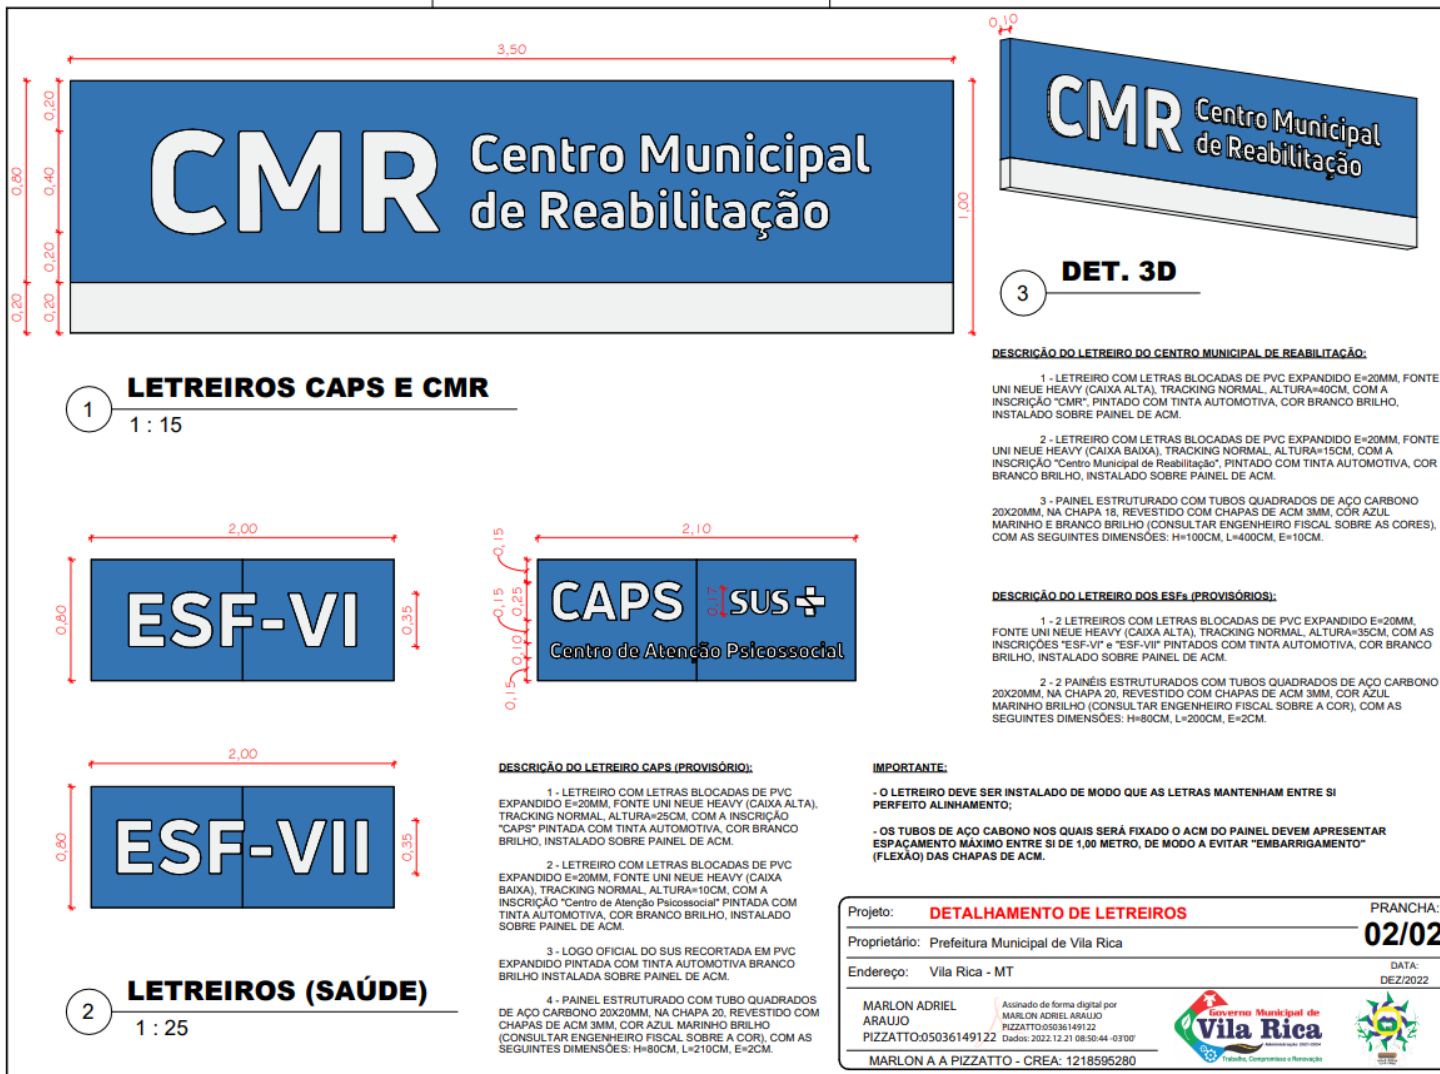 3,50
0,20
0,40
0,80
0,20
0,20
0,20
1,00
CMR Centro Municipal
de Reabilitação
1
LETREIROS CAPS E CMR
1 : 15
0,10
CMR Centro Municipal
de Reabilitação
3
DET. 3D
DESCRIÇÃO DO LETREIRO DO CENTRO MUNICIPAL DE REABILITAÇÃO:
1 - LETREIRO COM LETRAS BLOCADAS DE PVC EXPANDIDO E=20MM, FONTE
UNI NEUE HEAVY (CAIXA ALTA), TRACKING NORMAL, ALTURA=40CM, COM A
INSCRIÇÃO "CMR", PINTADO COM TINTA AUTOMOTIVA, COR BRANCO BRILHO,
INSTALADO SOBRE PAINEL DE ACM.
2 - LETREIRO COM LETRAS BLOCADAS DE PVC EXPANDIDO E=20MM, FONTE
UNI NEUE HEAVY (CAIXA BAIXA), TRACKING NORMAL, ALTURA=15CM, COM A
INSCRIÇÃO "Centro Municipal de Reabilitação", PINTADO COM TINTA AUTOMOTIVA, COR
BRANCO BRILHO, INSTALADO SOBRE PAINEL DE ACM.
3 - PAINEL ESTRUTURADO COM TUBOS QUADRADOS DE AÇO CARBONO
20X20MM, NA CHAPA 18, REVESTIDO COM CHAPAS DE ACM 3MM, COR AZUL
MARINHO E BRANCO BRILHO (CONSULTAR ENGENHEIRO FISCAL SOBRE AS CORES),
COM AS SEGUINTES DIMENSÕES: H=100CM, L=400CM, E=10CM.
2,00
0,80
ESF-VI
0,35
2,10
0,15
0,15
0,25
0,10
0,15
CAPS
0,17
SUS
Centro de Atenção Psicossocial
DESCRIÇÃO DO LETREIRO DOS ESFs (PROVISÓRIOS):
1 - 2 LETREIROS COM LETRAS BLOCADAS DE PVC EXPANDIDO E=20MM,
FONTE UNI NEUE HEAVY (CAIXA ALTA), TRACKING NORMAL, ALTURA=35CM, COM AS
INSCRIÇÕES "ESF-VI" e "ESF-VII" PINTADOS COM TINTA AUTOMOTIVA, COR BRANCO
BRILHO, INSTALADO SOBRE PAINEL DE ACM.
2 - 2 PAINÉIS ESTRUTURADOS COM TUBOS QUADRADOS DE AÇO CARBONO
20X20MM, NA CHAPA 20, REVESTIDO COM CHAPAS DE ACM 3MM, COR AZUL
MARINHO BRILHO (CONSULTAR ENGENHEIRO FISCAL SOBRE A COR), COM AS
SEGUINTES DIMENSÕES: H=80CM, L=200CM, E=2CM.
2,00
0,80
ESF-VII
0,35
2
LETREIROS (SAÚDE)
1 : 25
DESCRIÇÃO DO LETREIRO CAPS (PROVISÓRIO):
1 - LETREIRO COM LETRAS BLOCADAS DE PVC
EXPANDIDO E=20MM, FONTE UNI NEUE HEAVY (CAIXA ALTA),
TRACKING NORMAL, ALTURA=25CM, COM A INSCRIÇÃO
"CAPS" PINTADA COM TINTA AUTOMOTIVA, COR BRANCO
BRILHO, INSTALADO SOBRE PAINEL DE ACM.
2 - LETREIRO COM LETRAS BLOCADAS DE PVC
EXPANDIDO E=20MM, FONTE UNI NEUE HEAVY (CAIXA
BAIXA), TRACKING NORMAL, ALTURA=10CM, COM A
INSCRIÇÃO "Centro de Atenção Psicossocial" PINTADA COM
TINTA AUTOMOTIVA, COR BRANCO BRILHO, INSTALADO
SOBRE PAINEL DE ACM.
3 - LOGO OFICIAL DO SUS RECORTADA EM PVC
EXPANDIDO PINTADA COM TINTA AUTOMOTIVA BRANCO
BRILHO INSTALADA SOBRE PAINEL DE ACM.
4 - PAINEL ESTRUTURADO COM TUBO QUADRADOS
DE AÇO CARBONO 20X20MM, NA CHAPA 20, REVESTIDO COM
CHAPAS DE ACM 3MM, COR AZUL MARINHO BRILHO
(CONSULTAR ENGENHEIRO FISCAL SOBRE A COR), COM AS
SEGUINTES DIMENSÕES: H=80CM, L=210CM, E=2CM.
IMPORTANTE:
- O LETREIRO DEVE SER INSTALADO DE MODO QUE AS LETRAS MANTENHAM ENTRE SI
PERFEITO ALINHAMENTO;
- OS TUBOS DE AÇO CABONO NOS QUAIS SERÁ FIXADO O ACM DO PAINEL DEVEM APRESENTAR
ESPAÇAMENTO MÁXIMO ENTRE SI DE 1,00 METRO, DE MODO A EVITAR "EMBARRIGAMENTO"
(FLEXÃO) DAS CHAPAS DE ACM.
Projeto: DETALHAMENTO DE LETREIROS
PRANCHA:
02/02
Proprietário: Prefeitura Municipal de Vila Rica
Endereço: Vila Rica - MT
DATA:
DEZ/2022
MARLON ADRIEL
ARAUJO
PIZZATTO:05036149122
Assinado de forma digital por
MARLON ADRIEL ARAUJO
PIZZATTO:05036149122
Dados: 2022.12.21 08:50:44 -03'00'
MARLON A A PIZZATTO - CREA: 1218595280
Governo Municipal de
Vila Rica
Administração 2021-2024
Trabalho, Compromisso e Renovação